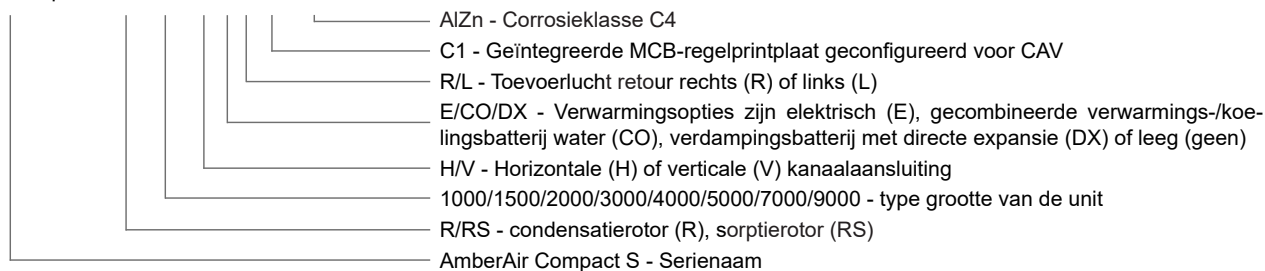 AlZn - Corrosieklasse C4
C1 - Geïntegreerde MCB-regelprintplaat geconfigureerd voor CAV
R/L - Toevoerlucht retour rechts (R) of links (L)
E/CO/DX - Verwarmingsopties zijn elektrisch (E), gecombineerde verwarmings-/koe-
lingsbatterij water (CO), verdampingsbatterij met directe expansie (DX) of leeg (geen)
H/V - Horizontale (H) of verticale (V) kanaalaansluiting
1000/1500/2000/3000/4000/5000/7000/9000 - type grootte van de unit
R/RS - condensatierotor (R), sorptierotor (RS)
AmberAir Compact S - Serienaam